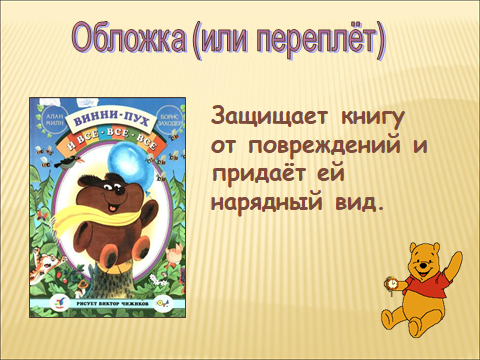 Обложка (или переплёт)
АЛАН МИЛН
БОРИС ЗАХОДЕР
ВИННИ-ПУХ
И ВСЕ-ВСЕ-ВСЕ
РИСУЕТ ВИКТОР ЧИЖИКОВ
Защищает книгу
от повреждений и
придаёт ей
нарядный вид.